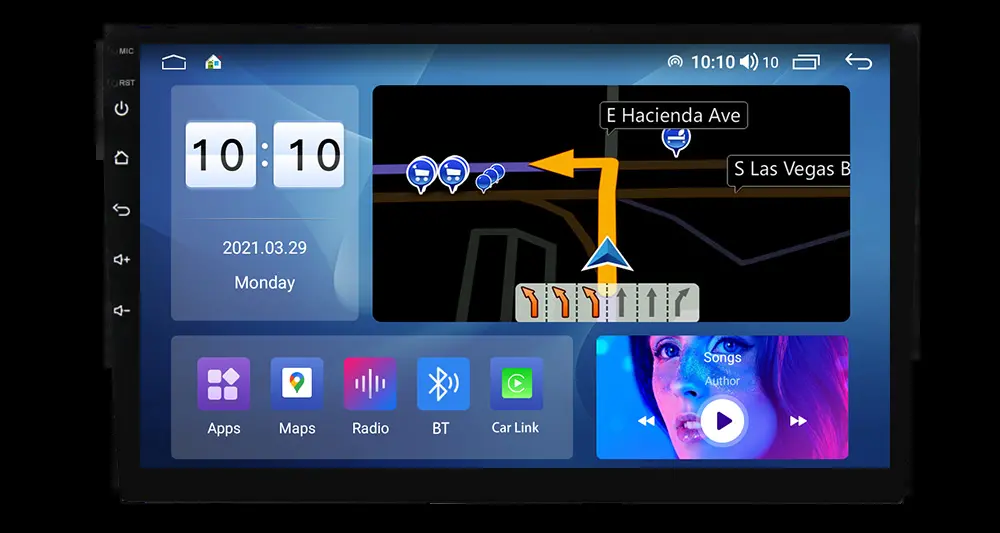 MIC
RST
10:10
10
10:10
2021.03.29
Monday
E Hacienda Ave
S Las Vegas B
Apps
Maps
Radio
BT
Car Link
Songs
Author